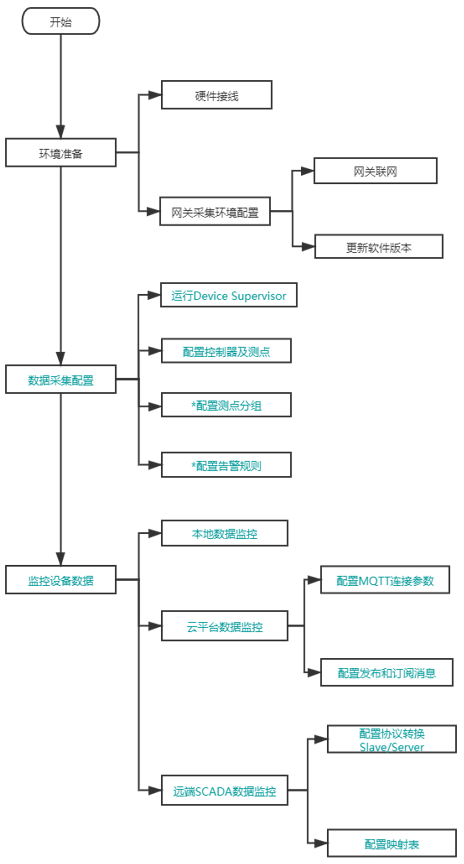 开始
硬件接线
环境准备
网关联网
网关采集环境配置
更新软件版本
运行Device Supervisor
配置控制器及测点
数据采集配置
*配置测点分组
*配置告警规则
本地数据监控
监控设备数据
配置MQTT连接参数
云平台数据监控
配置发布和订阅消息
配置协议转换
Slave/Server
远端SCADA数据监控
配置映射表